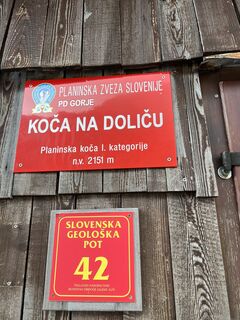 PLANINSKA ZVEZA SLOVENIJE
PD GORJE
KOČA NA DOLIČU
Planinska koča I. kategorije
n.v. 2151 m
SLOVENSKA
GEOLOŠKA
POT
42